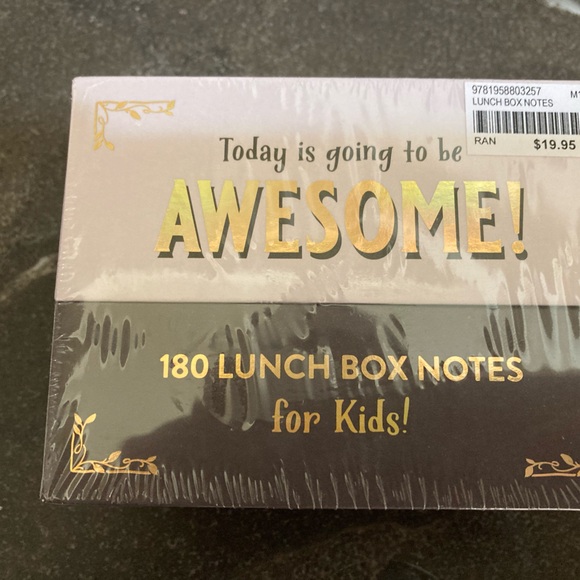 9781958803257
LUNCH BOX NOTES
RAN $19.95
Today is going to be
AWESOME!
180 LUNCH BOX NOTES
for Kids!